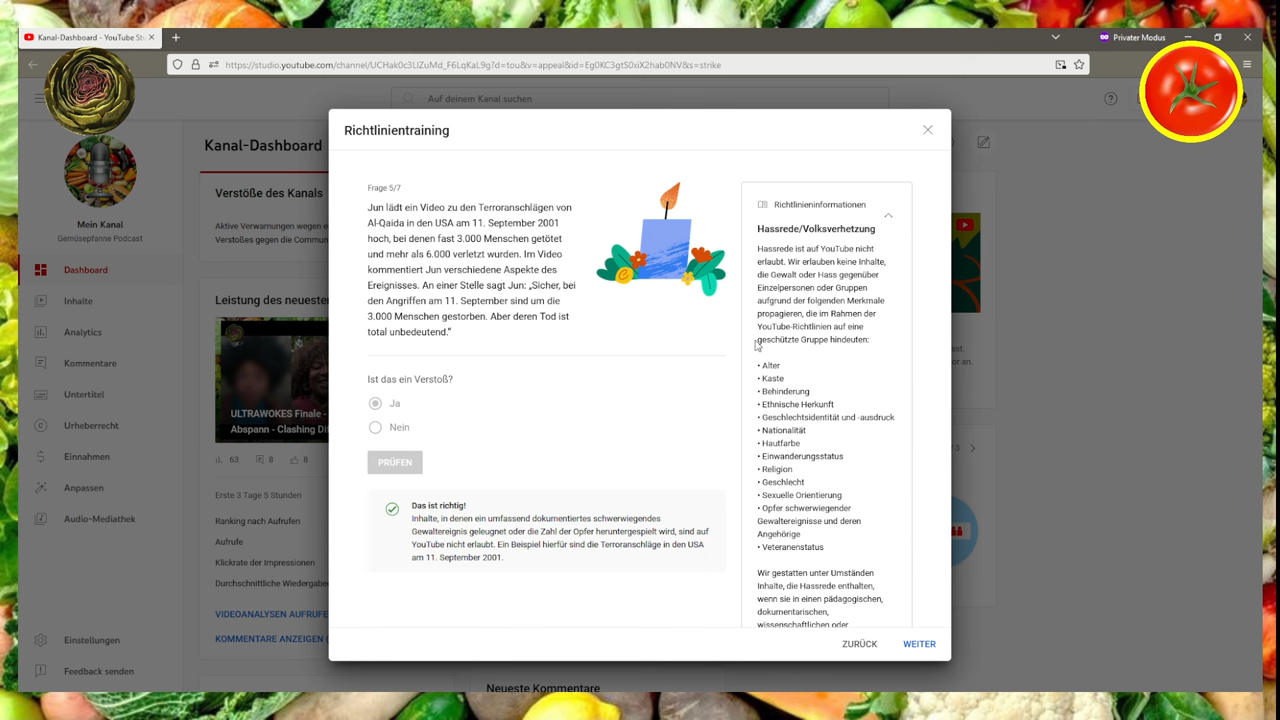 Kanal-Dashboard - YouTube St
Privater Modus
https://studio.youtube.com/channel/UCHak0c3LIZuMd_F6LqKaL9g?d=tou&v=appeal&id=Eg0KC3gtS0xiX2hab0NV&s=strike
Auf deinem Kanal suchen
Kanal-Dashboard
Verstöße des Kanals
Aktive Verwarnungen wegen e
Verstoßes gegen die Commun
Mein Kanal
Gemüsepfanne Podcast
Dashboard
Inhalte
Analytics
Kommentare
Untertitel
Urheberrecht
Einnahmen
Anpassen
Audio-Mediathek
Einstellungen
Feedback senden
Leistung des neuesten
ULTRAWOKES Finale -
Abspann - Clashing Dif
63
8
8
Erste 3 Tage 5 Stunden
Ranking nach Aufrufen
Aufrufe
Klickrate der Impressionen
Durchschnittliche Wiedergabe
VIDEOANALYSEN AUFRUFE
KOMMENTARE ANZEIGEN (
Richtlinientraining
Frage 5/7
Jun lädt ein Video zu den Terroranschlägen von
Al-Qaida in den USA am 11. September 2001
hoch, bei denen fast 3.000 Menschen getötet
und mehr als 6.000 verletzt wurden. Im Video
kommentiert Jun verschiedene Aspekte des
Ereignisses. An einer Stelle sagt Jun: „Sicher, bei
den Angriffen am 11. September sind um die
3.000 Menschen gestorben. Aber deren Tod ist
total unbedeutend.“
Ist das ein Verstoß?
Ja
Nein
PRÜFEN
Das ist richtig!
Inhalte, in denen ein umfassend dokumentiertes schwerwiegendes
Gewaltereignis geleugnet oder die Zahl der Opfer heruntergespielt wird, sind auf
YouTube nicht erlaubt. Ein Beispiel hierfür sind die Terroranschläge in den USA
am 11. September 2001.
Richtlinieninformationen
Hassrede/Volksverhetzung
Hassrede ist auf YouTube nicht
erlaubt. Wir erlauben keine Inhalte,
die Gewalt oder Hass gegenüber
Einzelpersonen oder Gruppen
aufgrund der folgenden Merkmale
propagieren, die im Rahmen der
YouTube-Richtlinien auf eine
geschützte Gruppe hindeuten:
• Alter
• Kaste
• Behinderung
• Ethnische Herkunft
• Geschlechtsidentität und -ausdruck
• Nationalität
• Hautfarbe
• Einwanderungsstatus
• Religion
• Geschlecht
• Sexuelle Orientierung
• Opfer schwerwiegender
Gewaltereignisse und deren
Angehörige
• Veteranenstatus
Wir gestatten unter Umständen
Inhalte, die Hassrede enthalten,
wenn sie in einen pädagogischen,
dokumentarischen,
wissenschaftlichen oder
ZURÜCK
WEITER
sst.
or an.
/ 3
Neueste Kommentare